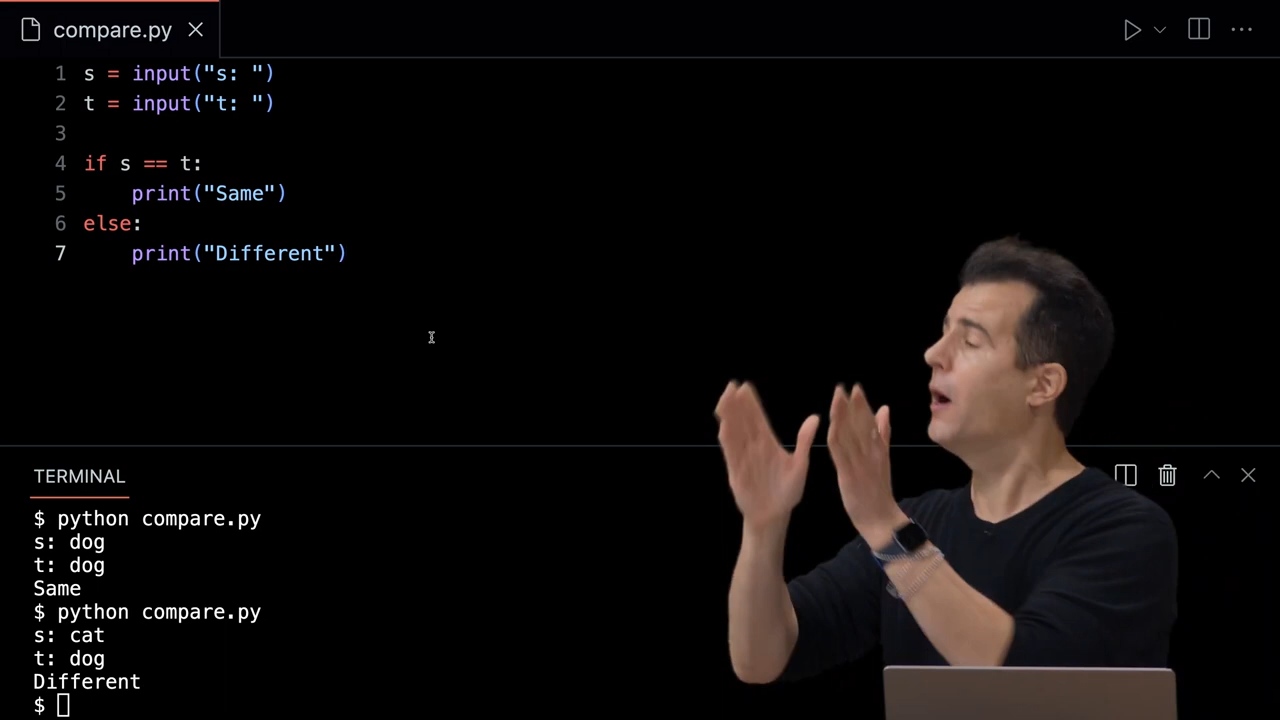 compare.py
1 s = input("s: ")
2 t = input("t: ")
3
4 if s == t:
5     print("Same")
6 else:
7     print("Different")
TERMINAL
$ python compare.py
s: dog
t: dog
Same
$ python compare.py
s: cat
t: dog
Different
$